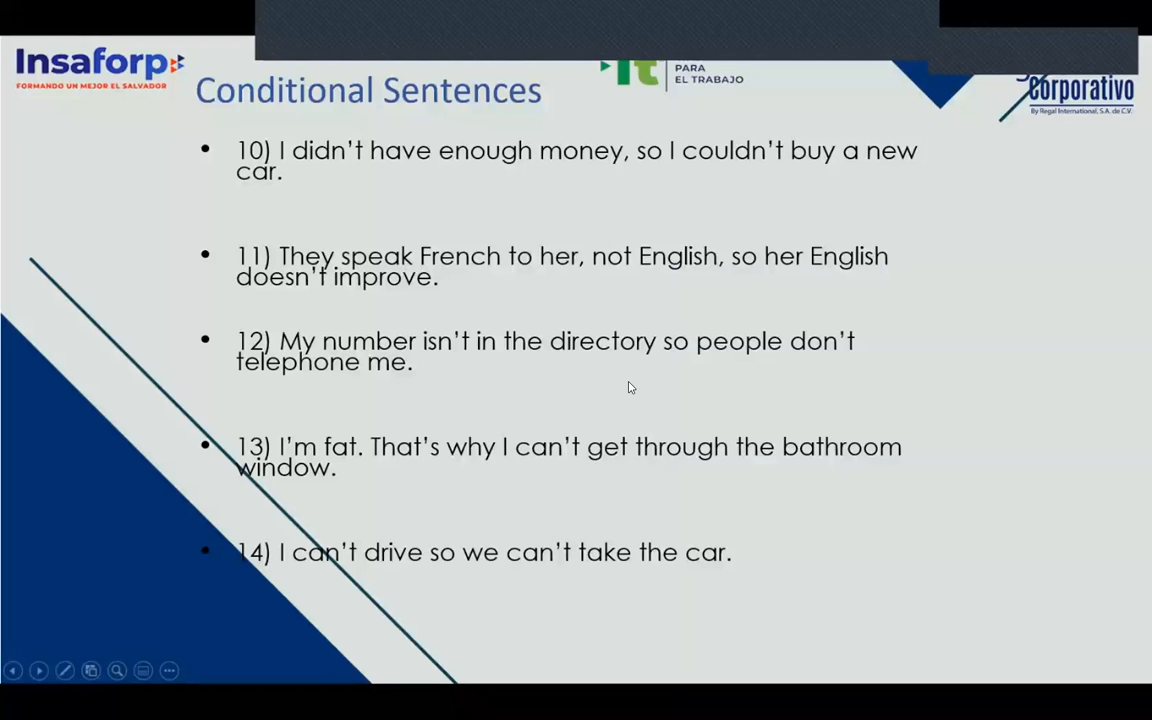 Insaforp
FORMANDO UN MEJOR EL SALVADOR
PARA
EL TRABAJO
Corporativo
By Regal International, S.A. de C.V.
Conditional Sentences
• 10) I didn’t have enough money, so I couldn’t buy a new
car.
• 11) They speak French to her, not English, so her English
doesn’t improve.
• 12) My number isn’t in the directory so people don’t
telephone me.
• 13) I’m fat. That’s why I can’t get through the bathroom
window.
• 14) I can’t drive so we can’t take the car.